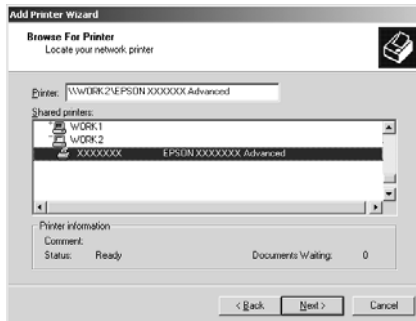 Add Printer Wizard
Browse For Printer
Locate your network printer
Printer: \\WORK2\EPSON XXXXXX Advanced
Shared printers:
WORK1
WORK2
XXXXXXX EPSON XXXXXXX Advanced
Printer information
Comment:
Status: Ready Documents Waiting: 0
< Back Next > Cancel